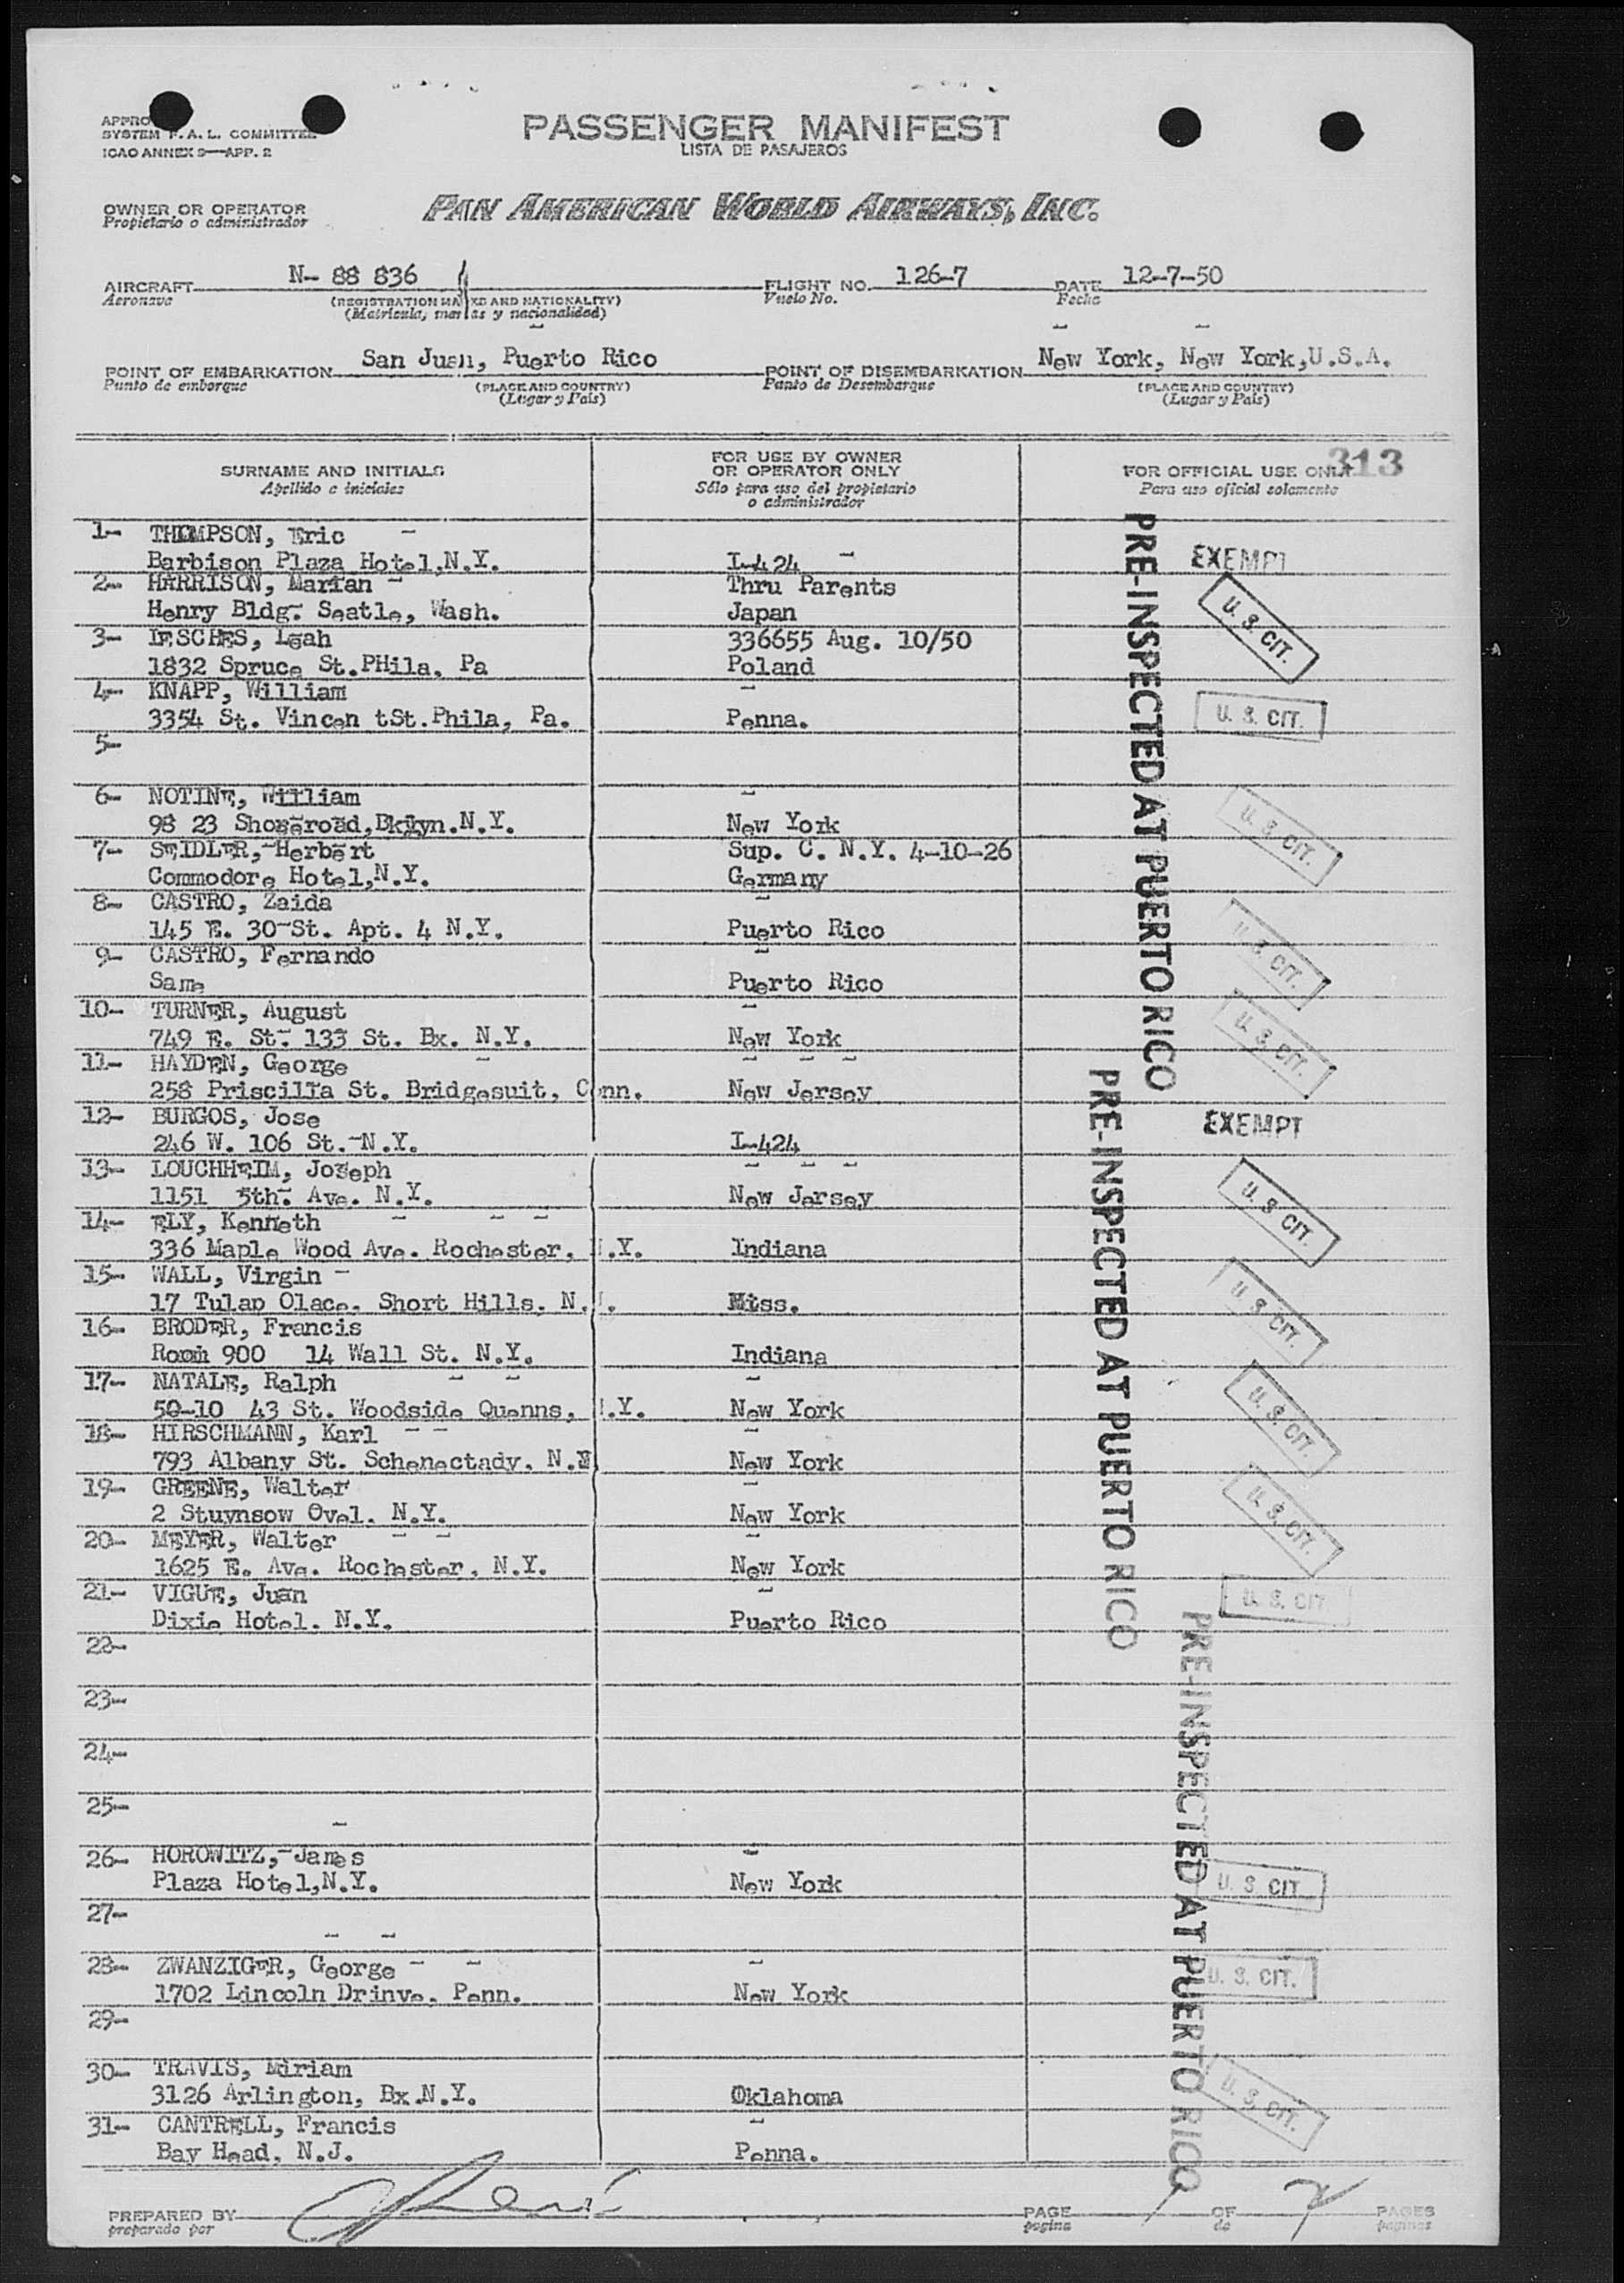 PASSENGER MANIFEST
LISTA DE PASAJEROS
SYSTEM F. A. L. COMMITTEE
ICAO ANNEX 9—APP. 2
OWNER OR OPERATOR
Propietario o administrador
PAN AMERICAN WORLD AIRWAYS, INC.
AIRCRAFT N- 88 836 FLIGHT NO. 126-7 DATE 12-7-50
Aeronave (REGISTRATION MARKS AND NATIONALITY) Vuelo No. Fecha
(Matrícula, marcas y nacionalidad)
POINT OF EMBARKATION San Juan, Puerto Rico POINT OF DISEMBARKATION New York, New York,U.S.A.
Punto de embarque (PLACE AND COUNTRY) Punto de Desembarque (PLACE AND COUNTRY)
(Lugar y País) (Lugar y País)
313
SURNAME AND INITIALS FOR USE BY OWNER OR OPERATOR ONLY FOR OFFICIAL USE ONLY
Apellido e iniciales Sólo para uso del propietario o administrador Para uso oficial solamente
1- THOMPSON, Eric
Barbison Plaza Hotel,N.Y. I-424 EXEMPT
2- HARRISON, Marian Thru Parents
Henry Bldg. Seatle, Wash. Japan U. S. CIT.
3- DESCHES, Leah 336655 Aug. 10/50
1832 Spruce St.PHila, Pa Poland
4- KNAPP, William
3354 St. Vincen tSt.Phila, Pa. Penna. U. S. CIT.
5-
6- NOTINE, William
98 23 Shoreroad,Bklyn.N.Y. New York U. S. CIT.
7- SEIDLER, Herbert Sup. C. N.Y. 4-10-26
Commodore Hotel,N.Y. Germany
8- CASTRO, Zaida
145 E. 30 St. Apt. 4 N.Y. Puerto Rico U. S. CIT.
9- CASTRO, Fernando
Same Puerto Rico
10- TURNER, August
749 E. St. 133 St. Bx. N.Y. New York U. S. CIT.
11- HAYDEN, George
258 Priscilla St. Bridgesuit, Conn. New Jersey
12- BURGOS, Jose EXEMPT
246 W. 106 St. N.Y. I-424
13- LOUCHHEIM, Joseph
1151 5th. Ave. N.Y. New Jersey U. S. CIT.
14- ELY, Kenneth
336 Maple Wood Ave. Rochester, N.Y. Indiana
15- WALL, Virgin
17 Tulap Olace. Short Hills. N.J. Miss. U. S. CIT.
16- BRODER, Francis
Room 900 14 Wall St. N.Y. Indiana
17- NATALE, Ralph
50-10 43 St. Woodside Quenns, N.Y. New York U. S. CIT.
18- HIRSCHMANN, Karl
793 Albany St. Schenectady. N.Y New York
19- GREENE, Walter
2 Stuynsow Oval. N.Y. New York U. S. CIT.
20- MEYER, Walter
1625 E. Ave. Rochester, N.Y. New York
21- VIGUE, Juan
Dixie Hotel. N.Y. Puerto Rico U. S. CIT.
22-
23-
24-
25-
26- HOROWITZ, James
Plaza Hotel,N.Y. New York U. S. CIT.
27-
28- ZWANZIGER, George
1702 Lincoln Drinve. Penn. New York U. S. CIT.
29-
30- TRAVIS, Miriam
3126 Arlington, Bx.N.Y. Oklahoma U. S. CIT.
31- CANTRELL, Francis
Bay Head, N.J. Penna.
PRE-INSPECTED AT PUERTO RICO
PRE-INSPECTED AT PUERTO RICO
PRE-INSPECTED AT PUERTO RICO
PREPARED BY PAGE 1 OF PAGES
preparado por pagina de paginas